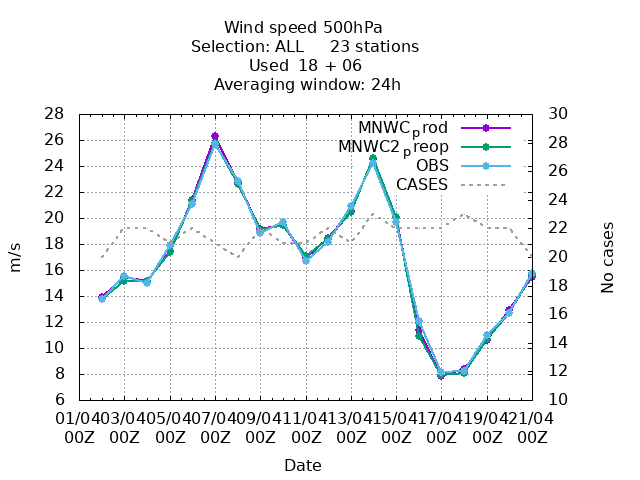 Wind speed 500hPa
Selection: ALL 23 stations
Used 18 + 06
Averaging window: 24h
28
26
24
22
20
18
16
14
12
10
8
6
m/s
30
28
26
24
22
20
18
16
14
12
10
No cases
MNWCprod
MNWC2preop
OBS
CASES
01/04 03/04 05/04 07/04 09/04 11/04 13/04 15/04 17/04 19/04 21/04
00Z 00Z 00Z 00Z 00Z 00Z 00Z 00Z 00Z 00Z 00Z
Date